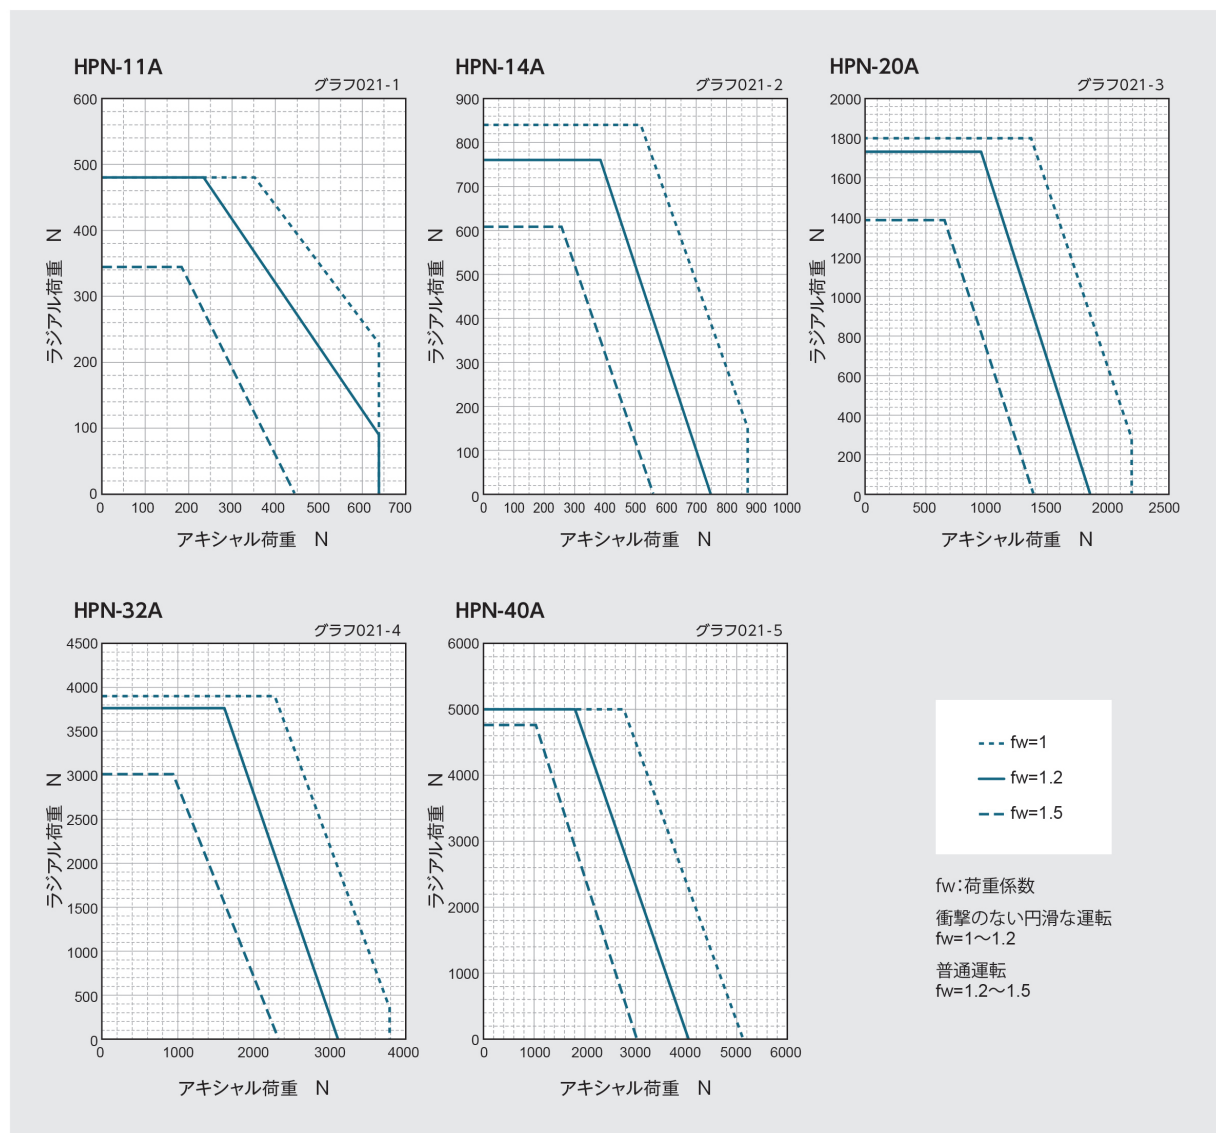 HPN-11A
グラフ021-1
600
500
400
300
200
100
0
ラジアル荷重 N
0 100 200 300 400 500 600 700
アキシャル荷重 N
HPN-14A
グラフ021-2
900
800
700
600
500
400
300
200
100
0
ラジアル荷重 N
0 100 200 300 400 500 600 700 800 900 1000
アキシャル荷重 N
HPN-20A
グラフ021-3
2000
1800
1600
1400
1200
1000
800
600
400
200
0
ラジアル荷重 N
0 500 1000 1500 2000 2500
アキシャル荷重 N
HPN-32A
グラフ021-4
4500
4000
3500
3000
2500
2000
1500
1000
500
0
ラジアル荷重 N
0 1000 2000 3000 4000
アキシャル荷重 N
HPN-40A
グラフ021-5
6000
5000
4000
3000
2000
1000
0
ラジアル荷重 N
0 1000 2000 3000 4000 5000 6000
アキシャル荷重 N
fw=1
fw=1.2
fw=1.5
fw：荷重係数
衝撃のない円滑な運転
fw=1〜1.2
普通運転
fw=1.2〜1.5